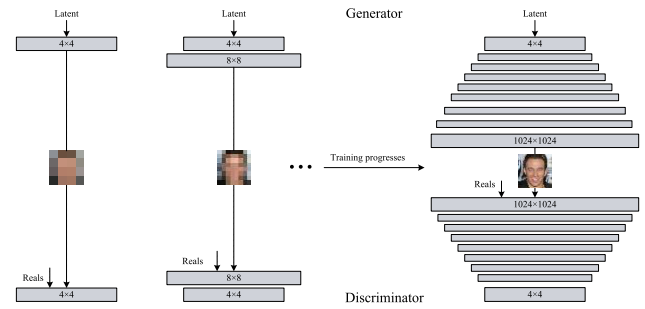 Generator
Latent
4×4
Reals
4×4
Latent
4×4
8×8
Reals
8×8
4×4
Training progresses
Latent
4×4
1024×1024
Reals
1024×1024
4×4
Discriminator